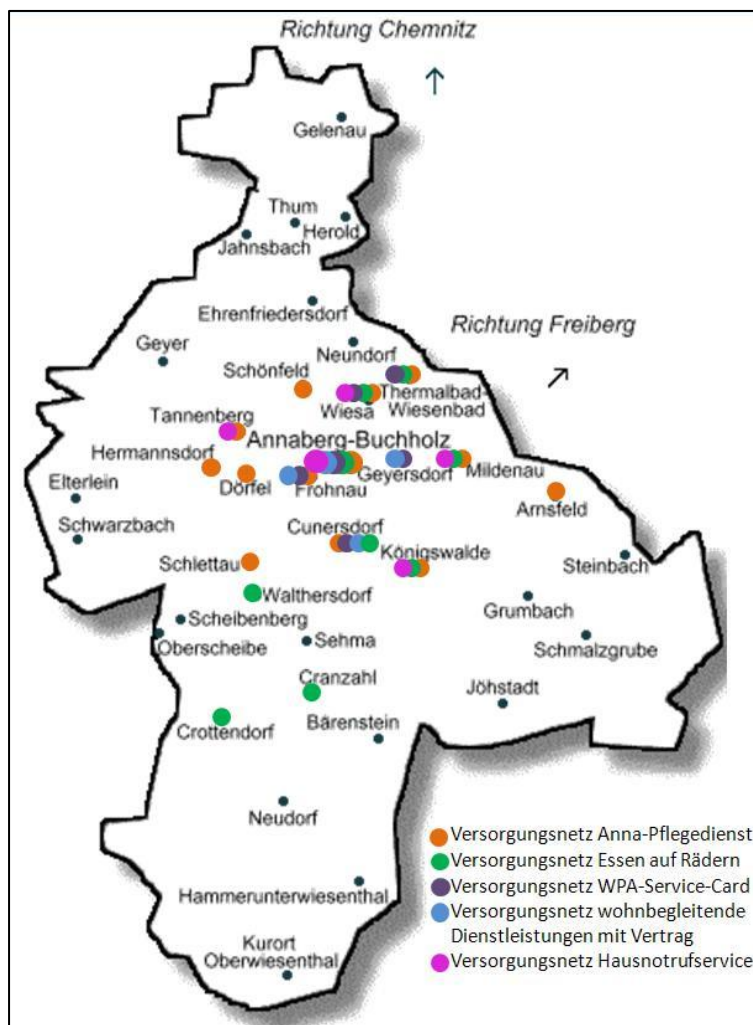 Richtung Chemnitz
Gelenau
Thum
Herold
Jahnsbach
Ehrenfriedersdorf
Richtung Freiberg
Geyer
Neundorf
Schönfeld
Thermalbad-
Wiesenbad
Wiesa
Tannenberg
Annaberg-Buchholz
Hermannsdorf
Geyersdorf
Mildenau
Elterlein
Dörfel
Frohnau
Arnsfeld
Schwarzbach
Cunersdorf
Königswalde
Steinbach
Schlettau
Walthersdorf
Grumbach
Scheibenberg
Oberscheibe
Sehma
Schmalzgrube
Cranzahl
Jöhstadt
Crottendorf
Bärenstein
Neudorf
Hammerunterwiesenthal
Kurort
Oberwiesenthal
Versorgungsnetz Anna-Pflegedienst
Versorgungsnetz Essen auf Rädern
Versorgungsnetz WPA-Service-Card
Versorgungsnetz wohnbegleitende
Dienstleistungen mit Vertrag
Versorgungsnetz Hausnotrufservice